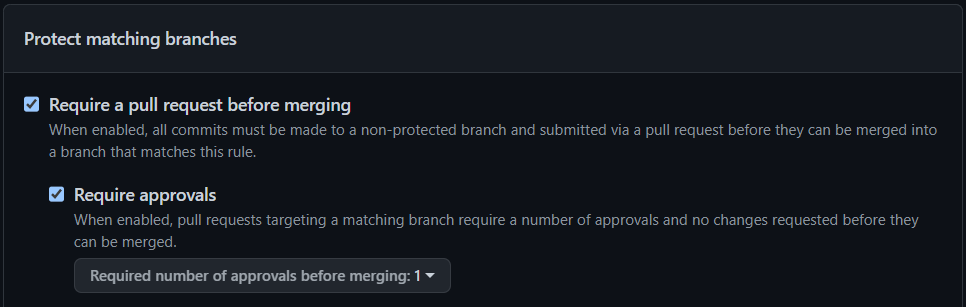 Protect matching branches
Require a pull request before merging
When enabled, all commits must be made to a non-protected branch and submitted via a pull request before they can be merged into
a branch that matches this rule.
Require approvals
When enabled, pull requests targeting a matching branch require a number of approvals and no changes requested before they
can be merged.
Required number of approvals before merging: 1